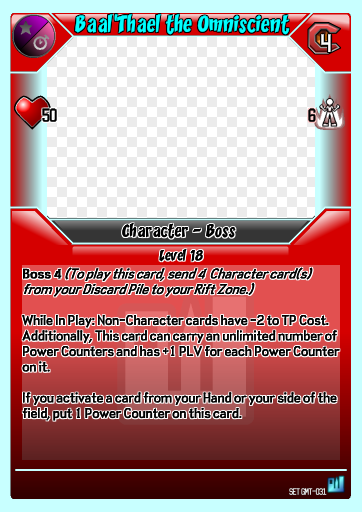 Baal'Thael the Omniscient
4
50
6
Character - Boss
Level 18
Boss 4 (To play this card, send 4 Character card(s)
from your Discard Pile to your Rift Zone.)
While In Play: Non-Character cards have -2 to TP Cost.
Additionally, This card can carry an unlimited number of
Power Counters and has +1 PLV for each Power Counter
on it.
If you activate a card from your Hand or your side of the
field, put 1 Power Counter on this card.
SET GMT-031